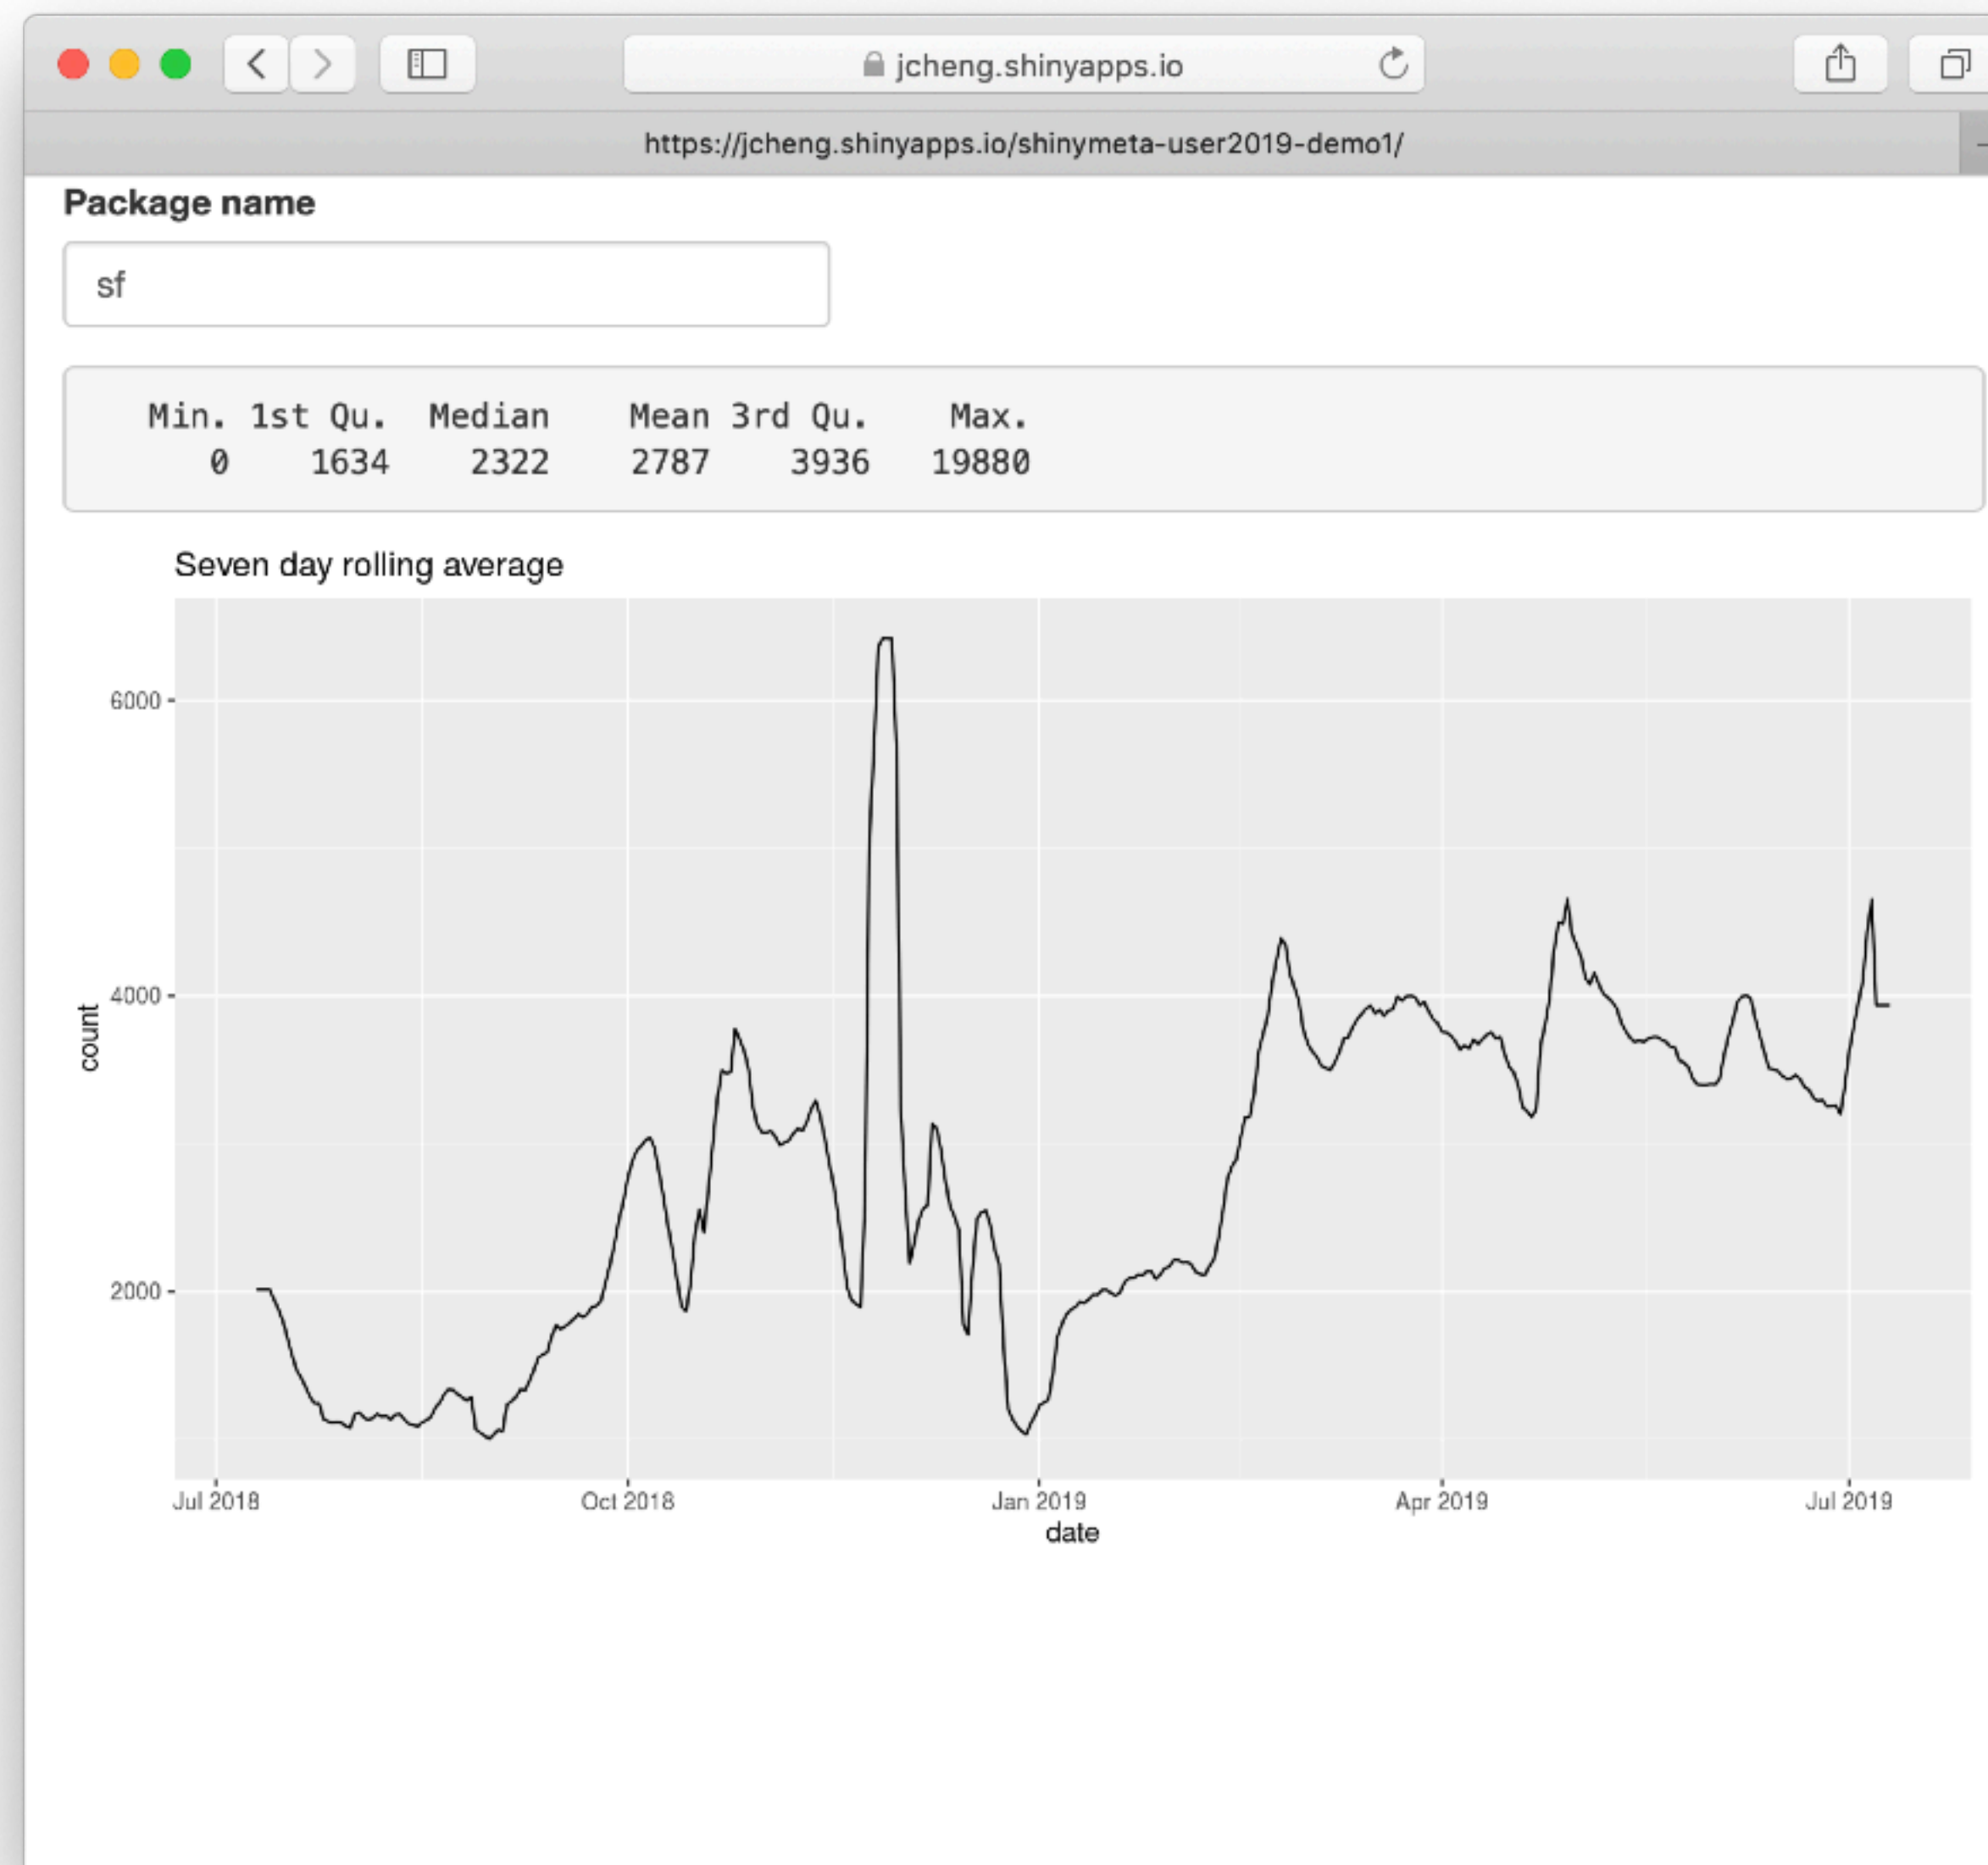 jcheng.shinyapps.io
https://jcheng.shinyapps.io/shinymeta-user2019-demo1/
Package name
sf
Min. 1st Qu. Median Mean 3rd Qu. Max.
0 1634 2322 2787 3936 19880
Seven day rolling average
6000
4000
2000
count
Jul 2018 Oct 2018 Jan 2019 Apr 2019 Jul 2019
date